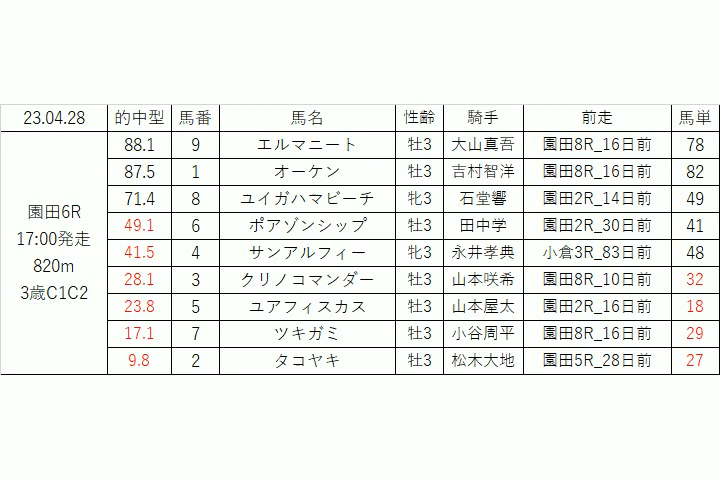 23.04.28 的中型 馬番 馬名 性齢 騎手 前走 馬単
園田6R
17:00発走
820m
3歳C1C2
88.1 9 エルマニート 牡3 大山真吾 園田8R_16日前 78
87.5 1 オーケン 牡3 吉村智洋 園田8R_16日前 82
71.4 8 ユイガハマビーチ 牝3 石堂響 園田2R_14日前 49
49.1 6 ポアゾンシップ 牡3 田中学 園田2R_30日前 41
41.5 4 サンアルフィー 牝3 永井孝典 小倉3R_83日前 48
28.1 3 クリノコマンダー 牡3 山本咲希 園田8R_10日前 32
23.8 5 ユアフィスカス 牡3 山本屋太 園田2R_16日前 18
17.1 7 ツキガミ 牡3 小谷周平 園田8R_16日前 29
9.8 2 タコヤキ 牡3 松木大地 園田5R_28日前 27